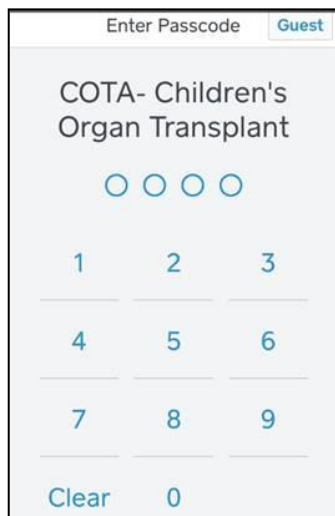 Enter Passcode Guest
COTA- Children's
Organ Transplant
1 2 3
4 5 6
7 8 9
Clear 0